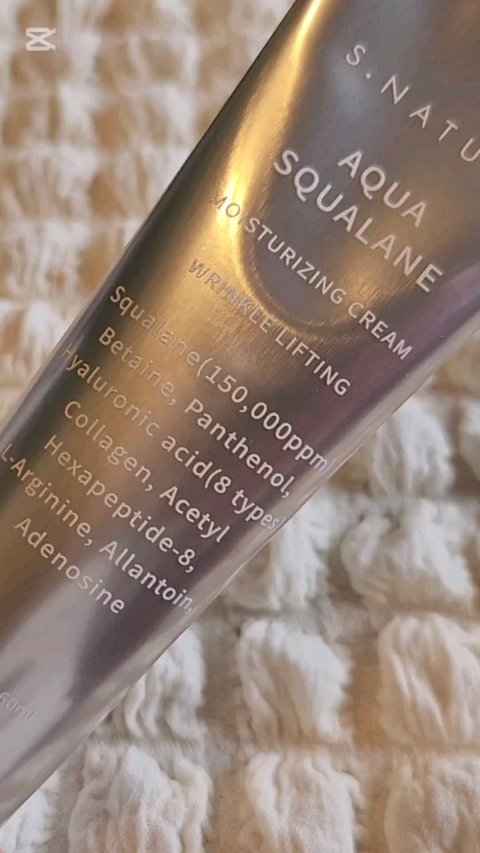 S.NATU
AQUA
SQUALANE
MOISTURIZING CREAM
WRINKLE LIFTING
Squalane(150,000ppm)
Betaine, Panthenol,
Hyaluronic acid(8 types
Collagen, Acetyl
Hexapeptide-8,
L-Arginine, Allantoin,
Adenosine
60ml